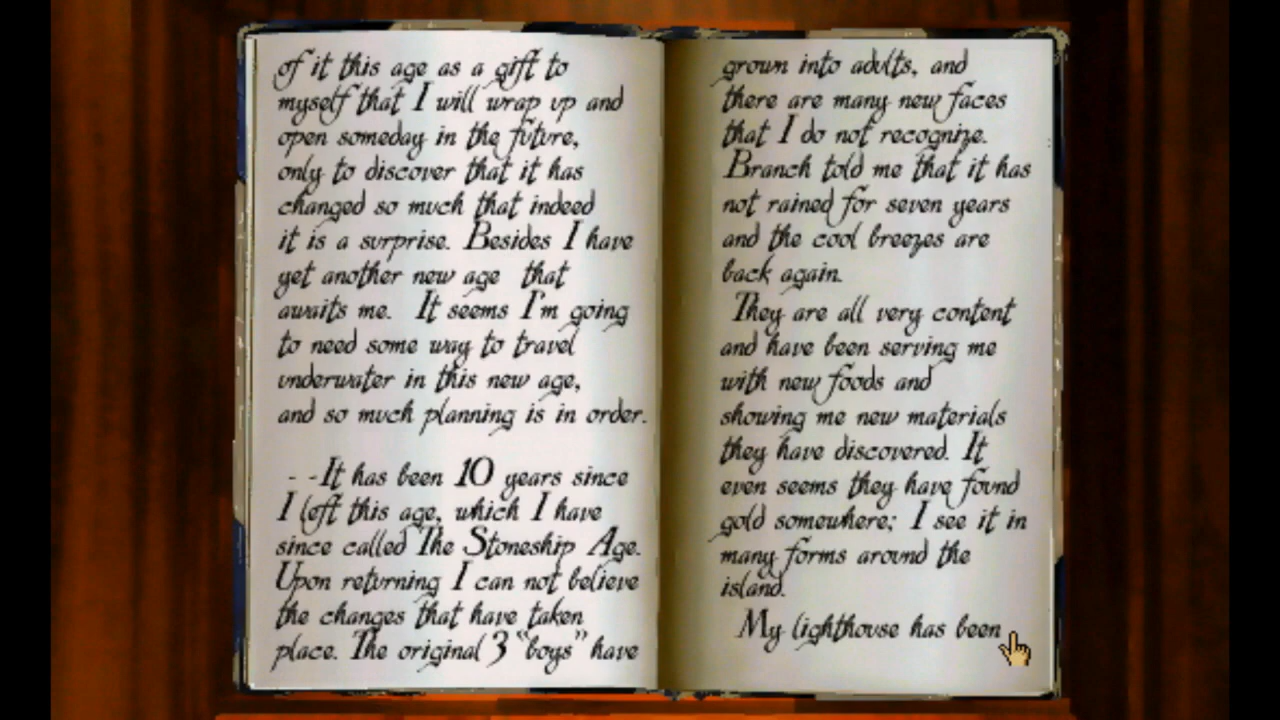 of it this age as a gift to
myself that I will wrap up and
open someday in the future,
only to discover that it has
changed so much that indeed
it is a surprise. Besides I have
yet another new age that
awaits me. It seems I'm going
to need some way to travel
underwater in this new age,
and so much planning is in order.
- -It has been 10 years since
I left this age, which I have
since called The Stoneship Age.
Upon returning I can not believe
the changes that have taken
place. The original 3 "boys" have
grown into adults, and
there are many new faces
that I do not recognize.
Branch told me that it has
not rained for seven years
and the cool breezes are
back again.
They are all very content
and have been serving me
with new foods and
showing me new materials
they have discovered. It
even seems they have found
gold somewhere; I see it in
many forms around the
island.
My lighthouse has been